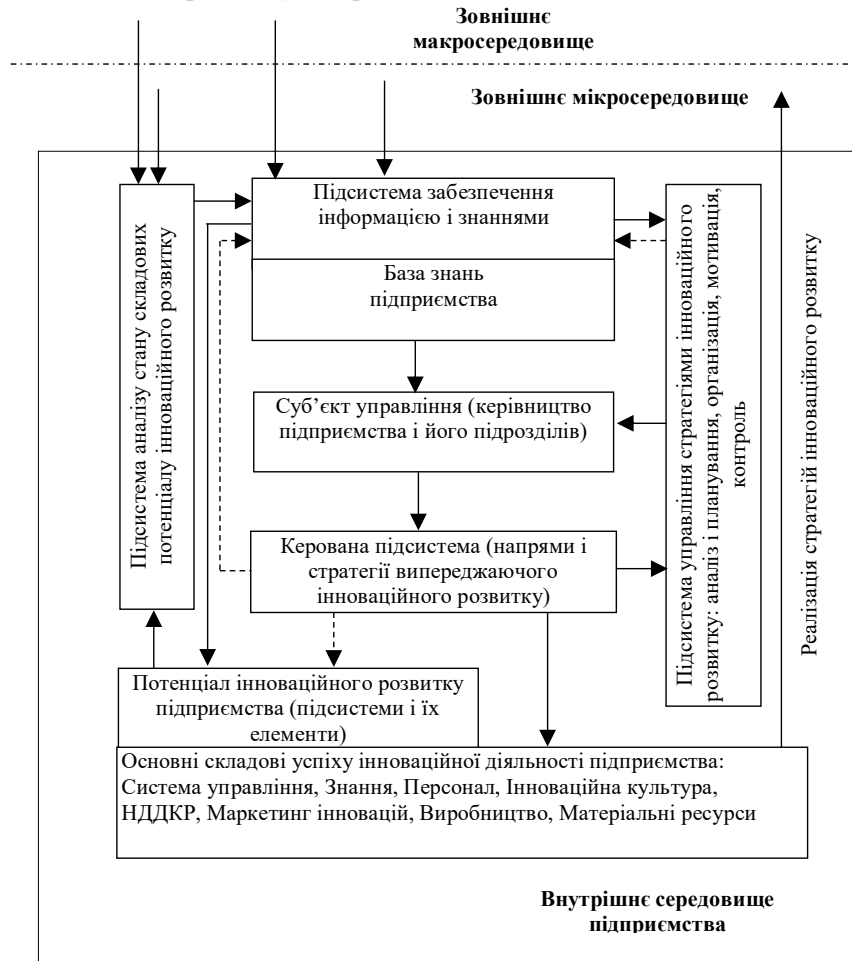 Зовнішнє
макросередовище
Зовнішнє мікросередовище
Підсистема аналізу стану складових
потенціалу інноваційного розвитку
Підсистема забезпечення
інформацією і знаннями
База знань
підприємства
Суб’єкт управління (керівництво
підприємства і його підрозділів)
Керована підсистема (напрями і
стратегії випереджаючого
інноваційного розвитку)
Підсистема управління стратегіями інноваційного
розвитку: аналіз і планування, організація, мотивація,
контроль
Реалізація стратегій інноваційного розвитку
Потенціал інноваційного розвитку
підприємства (підсистеми і їх
елементи)
Основні складові успіху інноваційної діяльності підприємства:
Система управління, Знання, Персонал, Інноваційна культура,
НДДКР, Маркетинг інновацій, Виробництво, Матеріальні ресурси
Внутрішнє середовище
підприємства